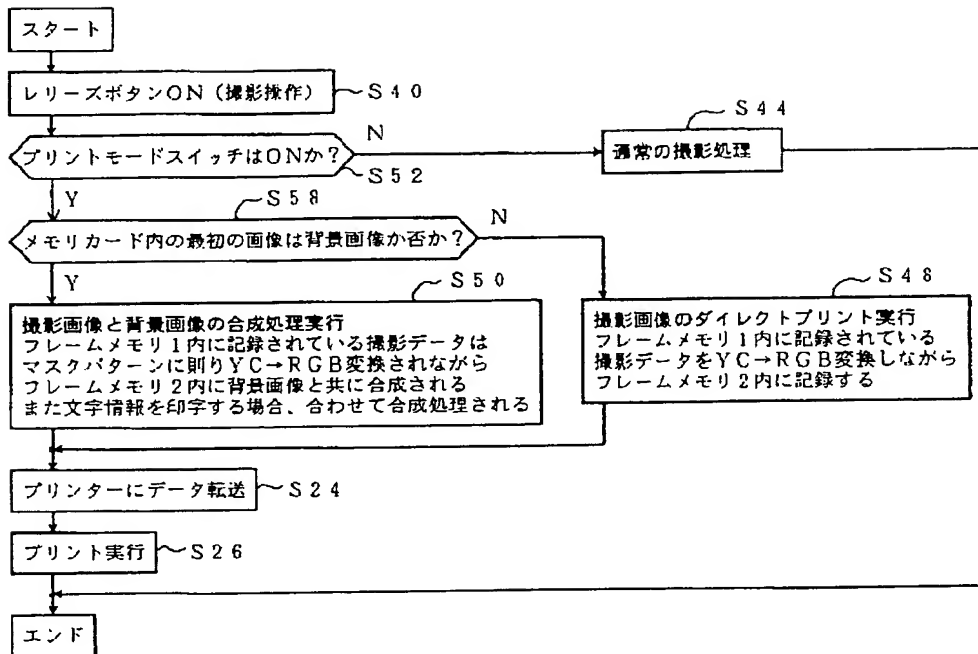 スタート
レリーズボタンON（撮影操作）
S40
プリントモードスイッチはONか？
S52
N
S44
通常の撮影処理
Y
S58
メモリカード内の最初の画像は背景画像か否か？
N
Y
S50
撮影画像と背景画像の合成処理実行
フレームメモリ1内に記録されている撮影データは
マスクパターンに則りYC→RGB変換されながら
フレームメモリ2内に背景画像と共に合成される
また文字情報を印字する場合、合わせて合成処理される
S48
撮影画像のダイレクトプリント実行
フレームメモリ1内に記録されている
撮影データをYC→RGB変換しながら
フレームメモリ2内に記録する
プリンターにデータ転送
S24
プリント実行
S26
エンド